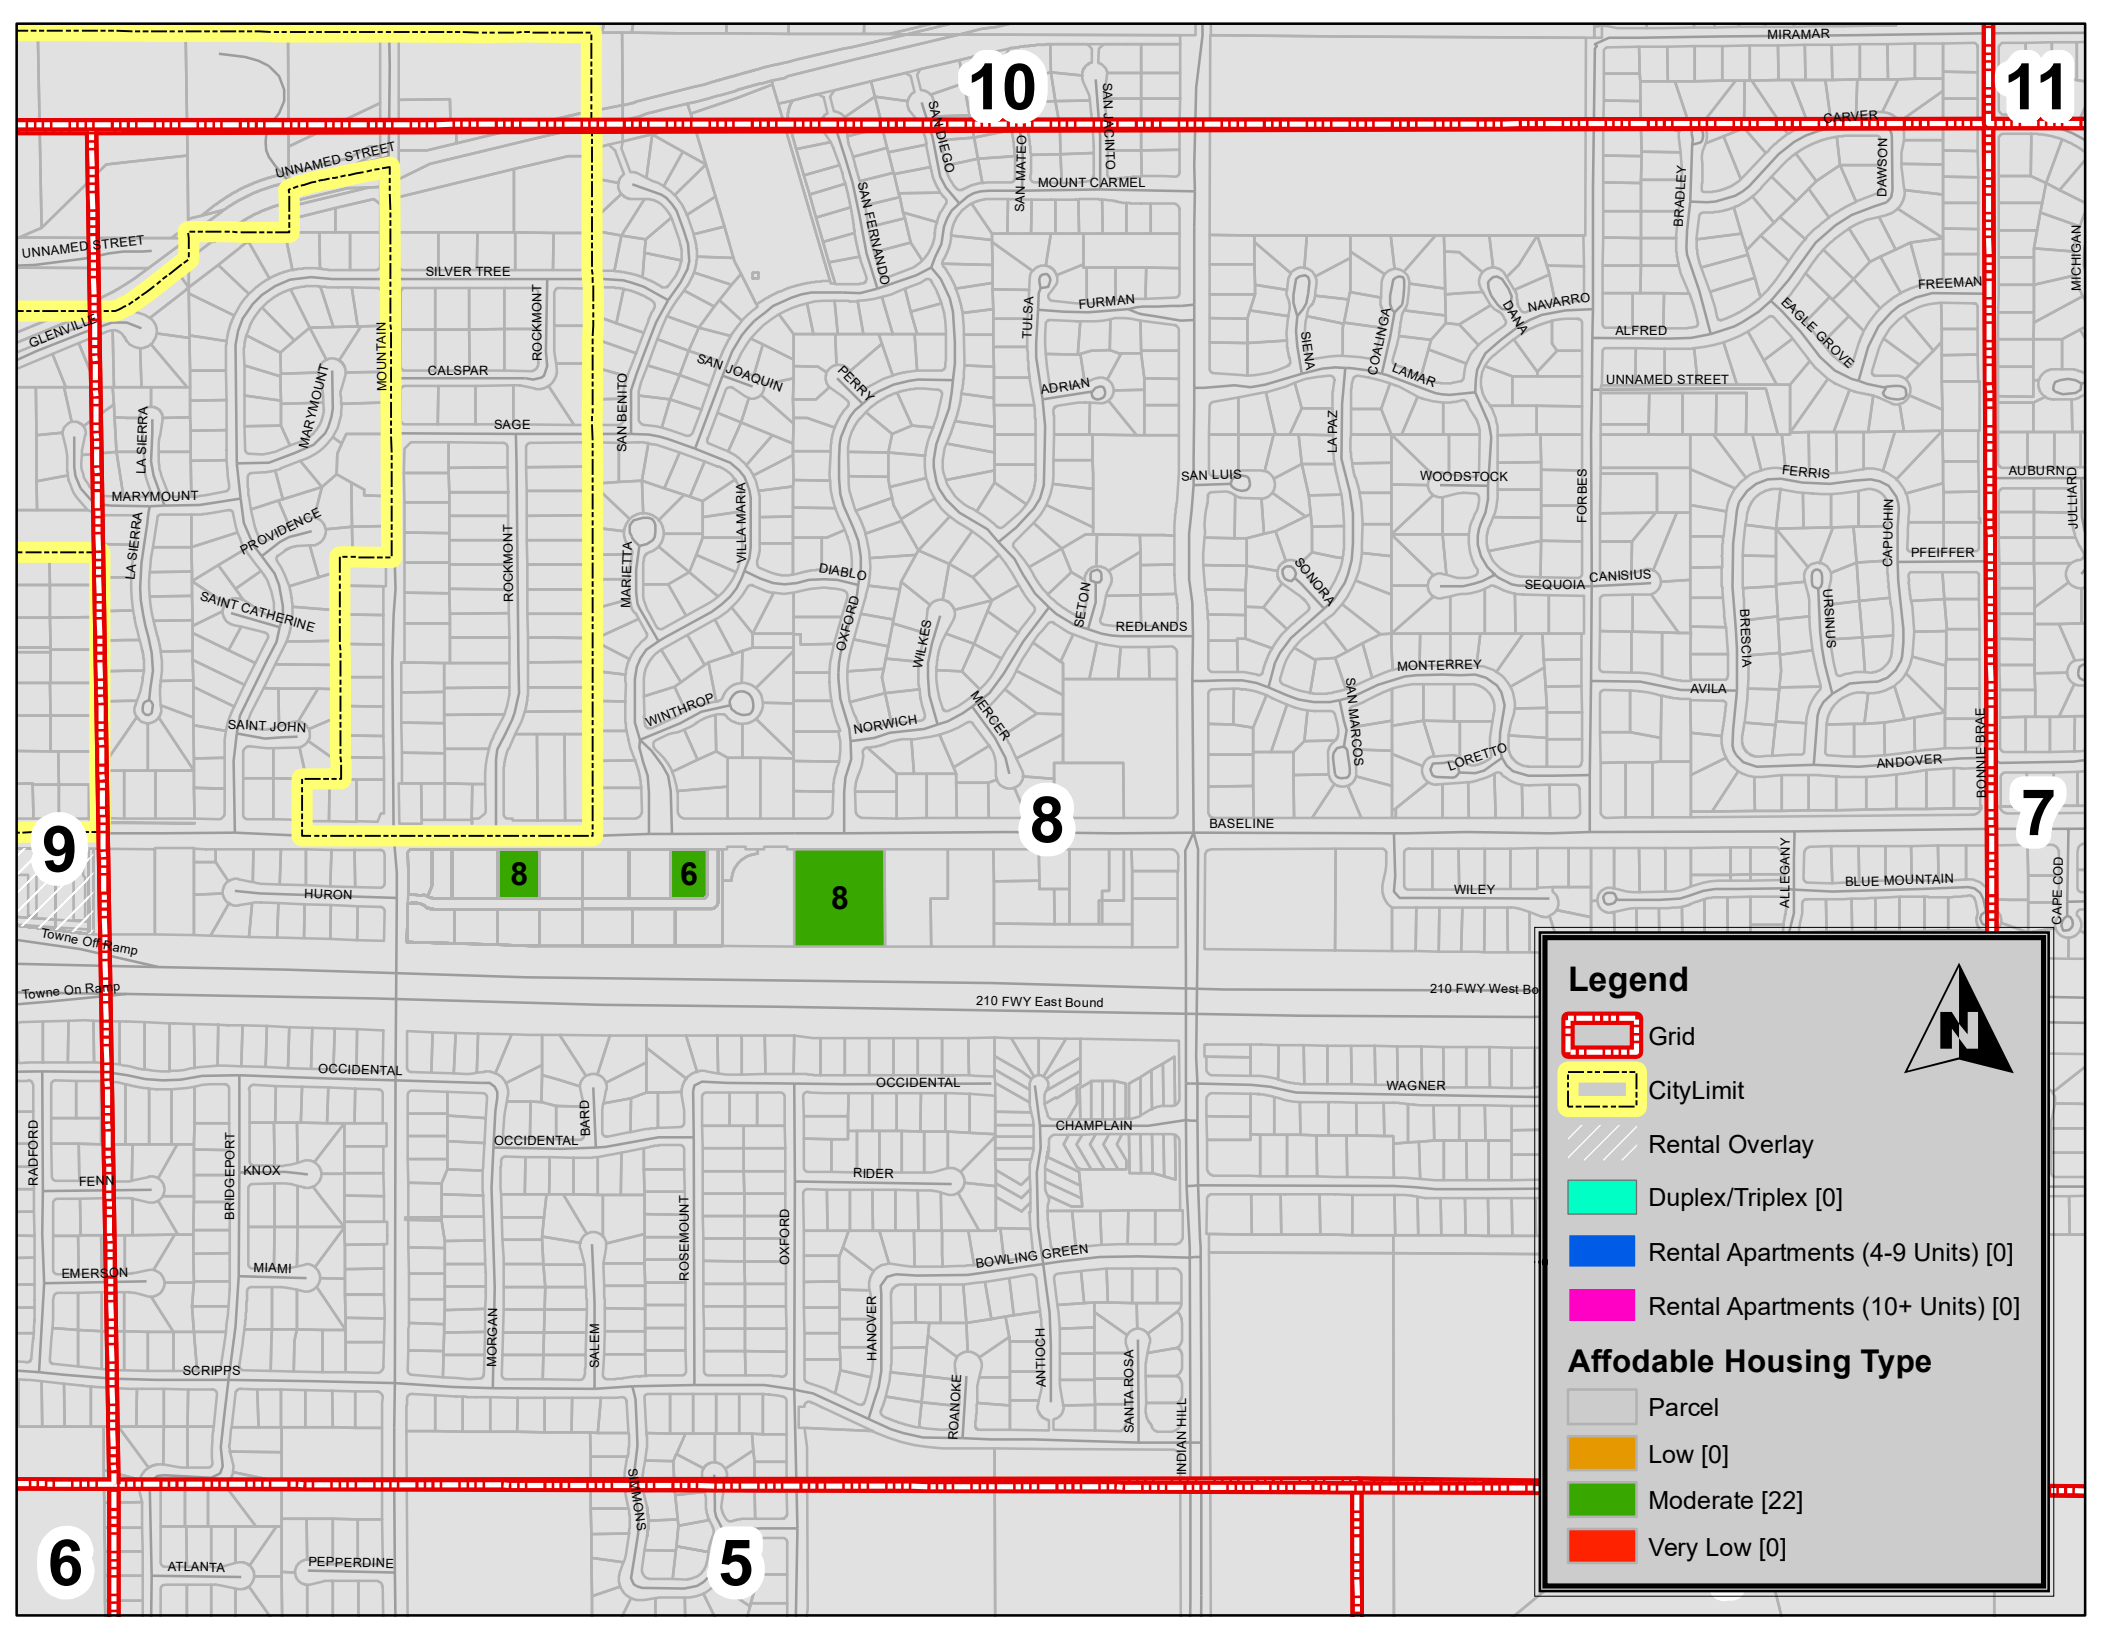 MIRAMAR
10
11
SAN DIEGO
SAN JACINTO
CARVER
UNNAMED STREET
SAN MATEO
DAWSON
MOUNT CARMEL
BRADLEY
SAN FERNANDO
UNNAMED STREET
MICHIGAN
SILVER TREE
FREEMAN
ROCKMONT
TULSA
FURMAN
DANA
NAVARRO
EAGLE GROVE
GLENVILLE
ALFRED
MOUNTAIN
SIENA
COALINGA
CALSPAR
SAN JOAQUIN
PERRY
ADRIAN
LAMAR
UNNAMED STREET
MARYMOUNT
SAN BENITO
LA SIERRA
SAGE
LA PAZ
SAN LUIS
WOODSTOCK
FORBES
FERRIS
AUBURN
JULLIARD
MARYMOUNT
VILLA MARIA
CAPUCHIN
LA SIERRA
PROVIDENCE
ROCKMONT
MARIETTA
DIABLO
PFEIFFER
SONORA
SEQUOIA
CANISIUS
SAINT CATHERINE
OXFORD
WILKES
SETON
REDLANDS
BRESCIA
URSINUS
MONTERREY
WINTHROP
SAN MARCOS
AVILA
SAINT JOHN
NORWICH
MERCER
LORETTO
ANDOVER
BONNIE BRAE
8
7
9
BASELINE
8
6
8
HURON
WILEY
ALLEGANY
BLUE MOUNTAIN
CAPE COD
Towne Off Ramp
Towne On Ramp
210 FWY East Bound
210 FWY West Bo
OCCIDENTAL
OCCIDENTAL
WAGNER
RADFORD
BARD
OCCIDENTAL
CHAMPLAIN
BRIDGEPORT
FENN
KNOX
RIDER
ROSEMOUNT
OXFORD
BOWLING GREEN
EMERSON
MIAMI
MORGAN
SALEM
HANOVER
ANTIOCH
SANTA ROSA
SCRIPPS
ROANOKE
INDIAN HILL
SIMMONS
6
5
ATLANTA
PEPPERDINE
Legend
N
Grid
CityLimit
Rental Overlay
Duplex/Triplex [0]
Rental Apartments (4-9 Units) [0]
Rental Apartments (10+ Units) [0]
Affodable Housing Type
Parcel
Low [0]
Moderate [22]
Very Low [0]